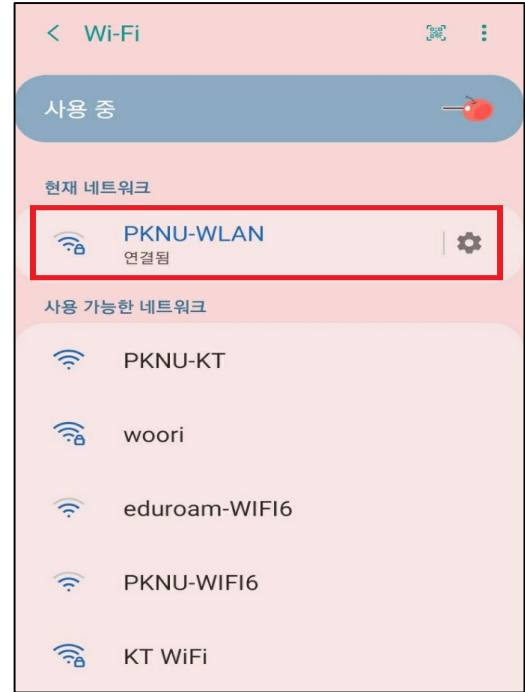 Wi-Fi
사용 중
현재 네트워크
PKNU-WLAN
연결됨
사용 가능한 네트워크
PKNU-KT
woori
eduroam-WIFI6
PKNU-WIFI6
KT WiFi